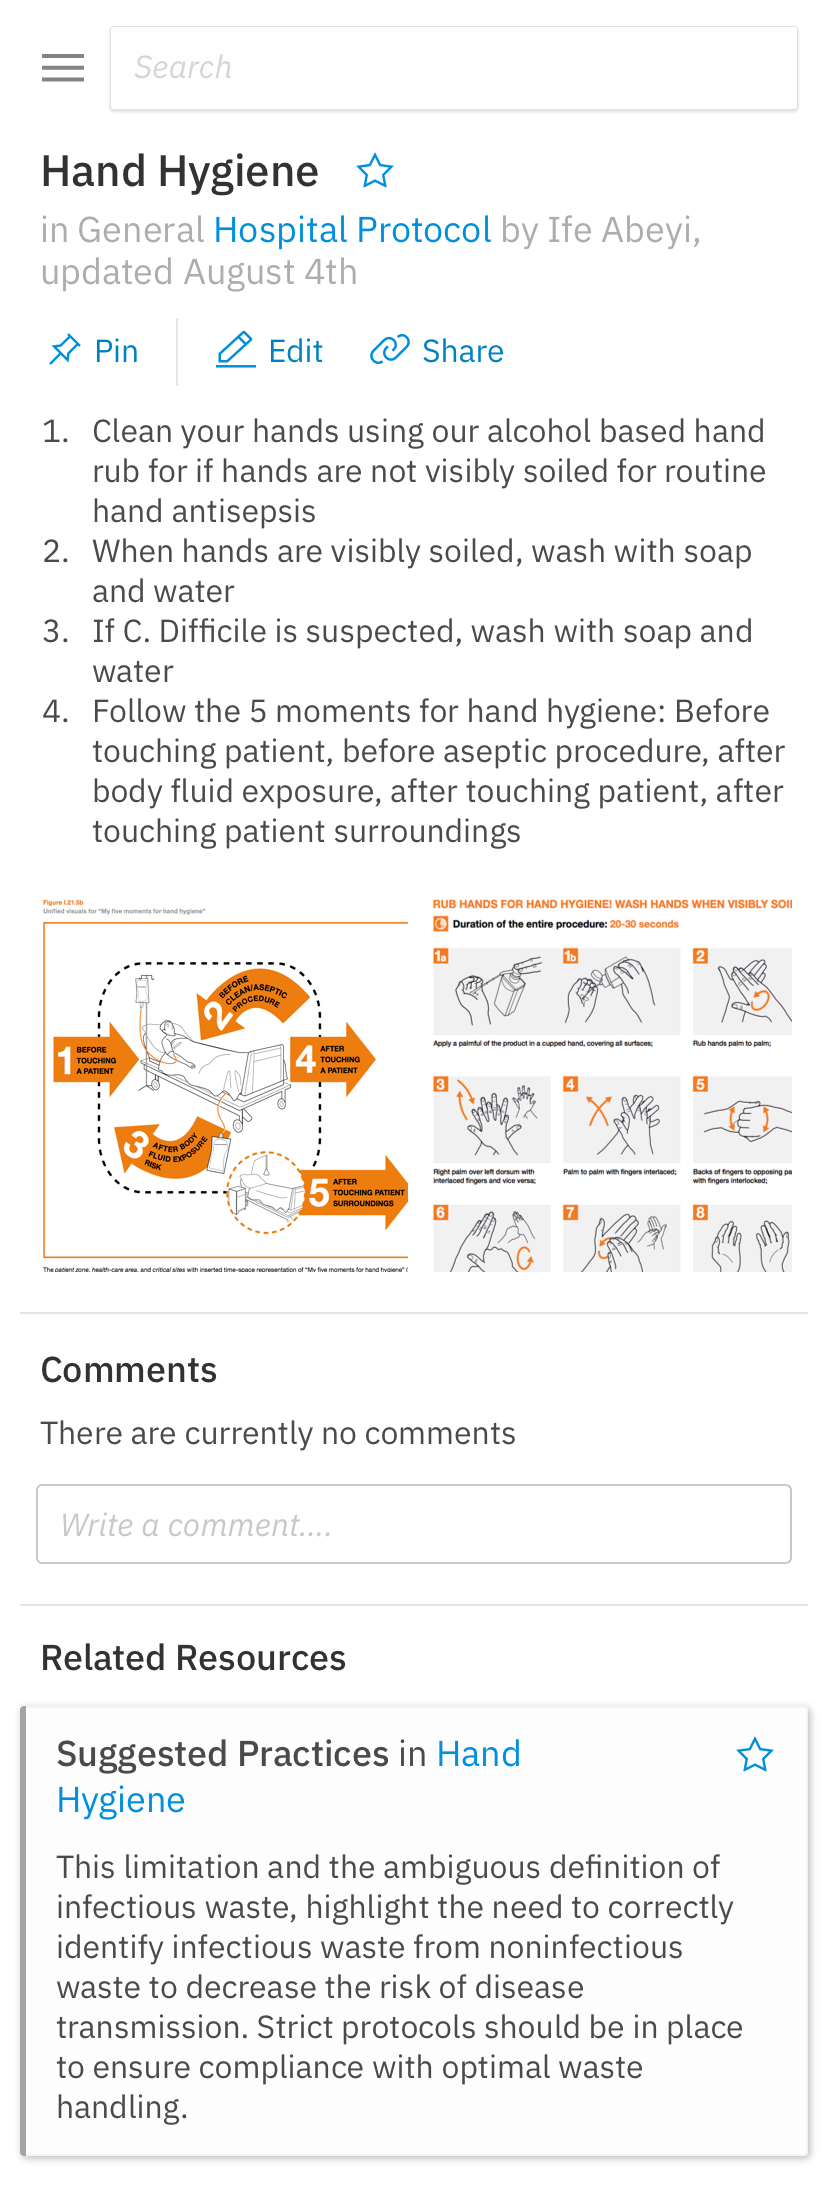 Search
Hand Hygiene
in General Hospital Protocol by Ife Abeyi,
updated August 4th
Pin
Edit
Share
1. Clean your hands using our alcohol based hand
rub for if hands are not visibly soiled for routine
hand antisepsis
2. When hands are visibly soiled, wash with soap
and water
3. If C. Difficile is suspected, wash with soap and
water
4. Follow the 5 moments for hand hygiene: Before
touching patient, before aseptic procedure, after
body fluid exposure, after touching patient, after
touching patient surroundings
Figure I.21.5b
Unified visuals for "My five moments for hand hygiene"
1 BEFORE
TOUCHING
A PATIENT
2 BEFORE
CLEAN/ASEPTIC
PROCEDURE
3 AFTER BODY
FLUID EXPOSURE
RISK
4 AFTER
TOUCHING
A PATIENT
5 AFTER
TOUCHING PATIENT
SURROUNDINGS
The patient zone, health-care area, and critical sites with inserted time-space representation of "My five moments for hand hygiene" (
RUB HANDS FOR HAND HYGIENE! WASH HANDS WHEN VISIBLY SOI
Duration of the entire procedure: 20-30 seconds
1a
1b
2
Apply a palmful of the product in a cupped hand, covering all surfaces;
Rub hands palm to palm;
3
4
5
Right palm over left dorsum with
interlaced fingers and vice versa;
Palm to palm with fingers interlaced;
Backs of fingers to opposing pa
with fingers interlocked;
6
7
8
Comments
There are currently no comments
Write a comment....
Related Resources
Suggested Practices in Hand
Hygiene
This limitation and the ambiguous definition of
infectious waste, highlight the need to correctly
identify infectious waste from noninfectious
waste to decrease the risk of disease
transmission. Strict protocols should be in place
to ensure compliance with optimal waste
handling.